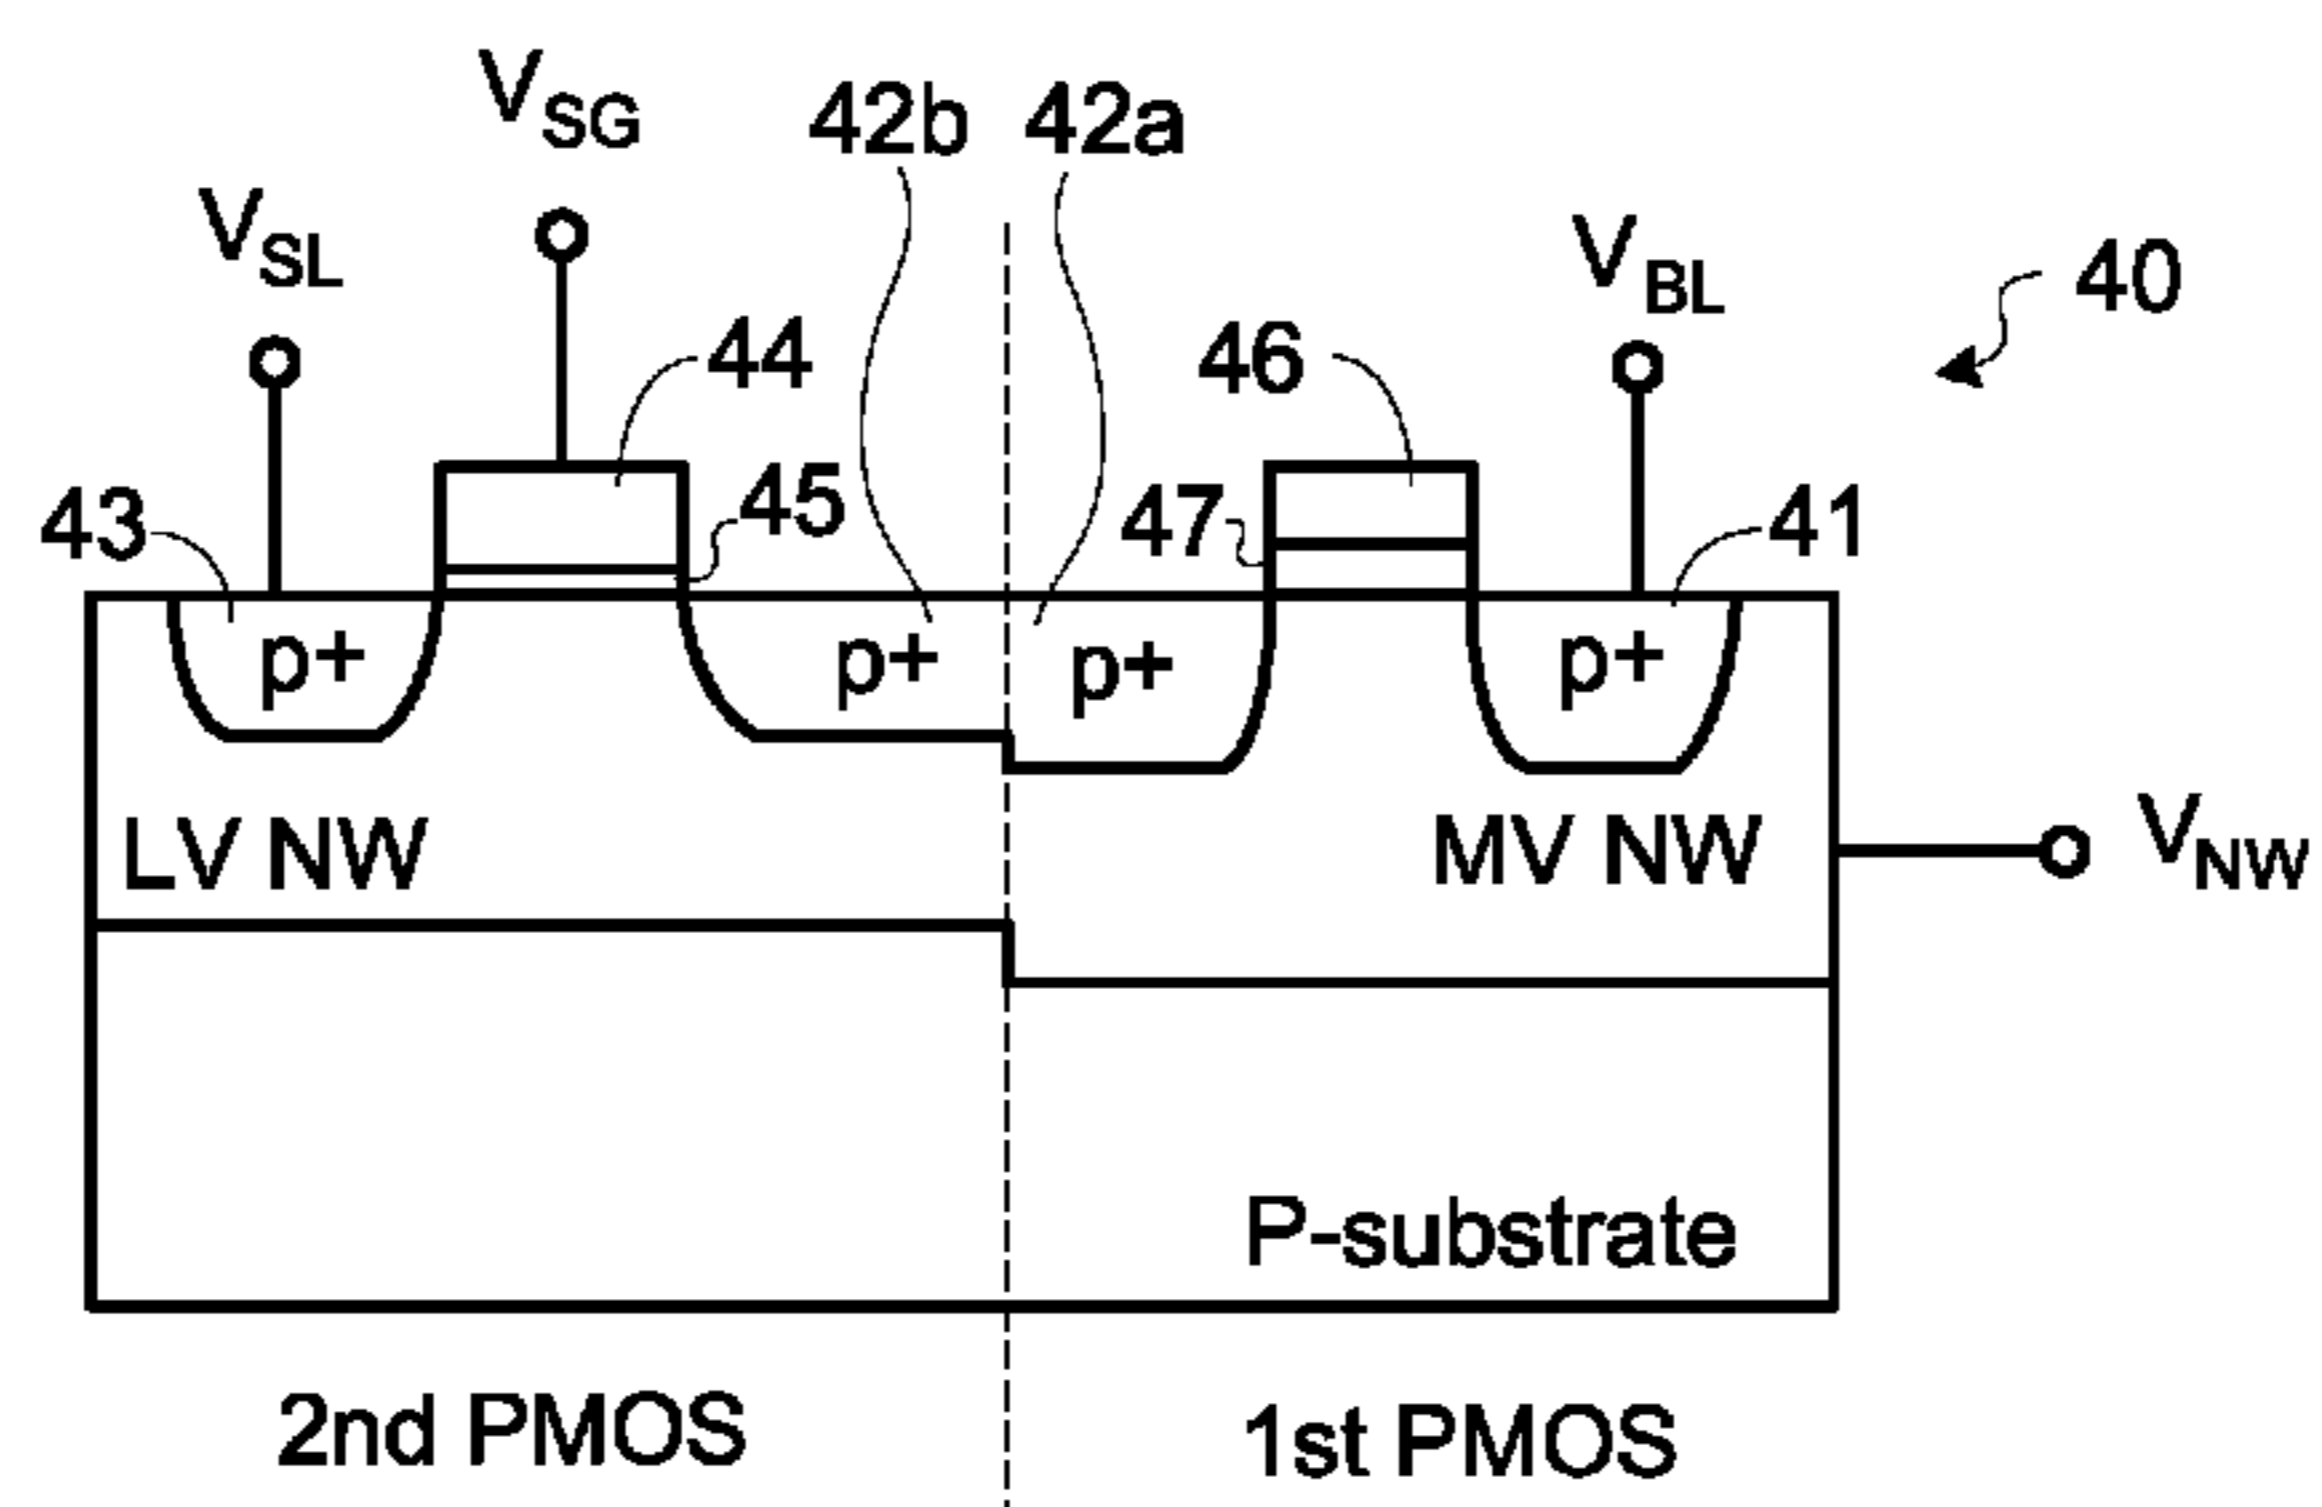 V_SG
42b 42a
V_SL
V_BL
40
44
46
43
45
47
41
p+ p+ p+ p+
LV NW
MV NW
V_NW
P-substrate
2nd PMOS
1st PMOS